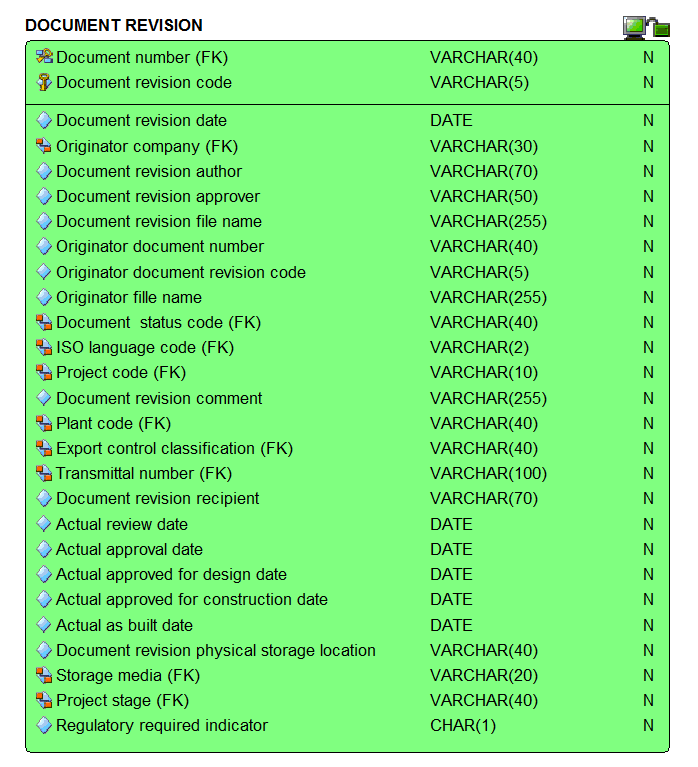 DOCUMENT REVISION
Document number (FK) VARCHAR(40) N
Document revision code VARCHAR(5) N
Document revision date DATE N
Originator company (FK) VARCHAR(30) N
Document revision author VARCHAR(70) N
Document revision approver VARCHAR(50) N
Document revision file name VARCHAR(255) N
Originator document number VARCHAR(40) N
Originator document revision code VARCHAR(5) N
Originator fille name VARCHAR(255) N
Document  status code (FK) VARCHAR(40) N
ISO language code (FK) VARCHAR(2) N
Project code (FK) VARCHAR(10) N
Document revision comment VARCHAR(255) N
Plant code (FK) VARCHAR(40) N
Export control classification (FK) VARCHAR(40) N
Transmittal number (FK) VARCHAR(100) N
Document revision recipient VARCHAR(70) N
Actual review date DATE N
Actual approval date DATE N
Actual approved for design date DATE N
Actual approved for construction date DATE N
Actual as built date DATE N
Document revision physical storage location VARCHAR(40) N
Storage media (FK) VARCHAR(20) N
Project stage (FK) VARCHAR(40) N
Regulatory required indicator CHAR(1) N